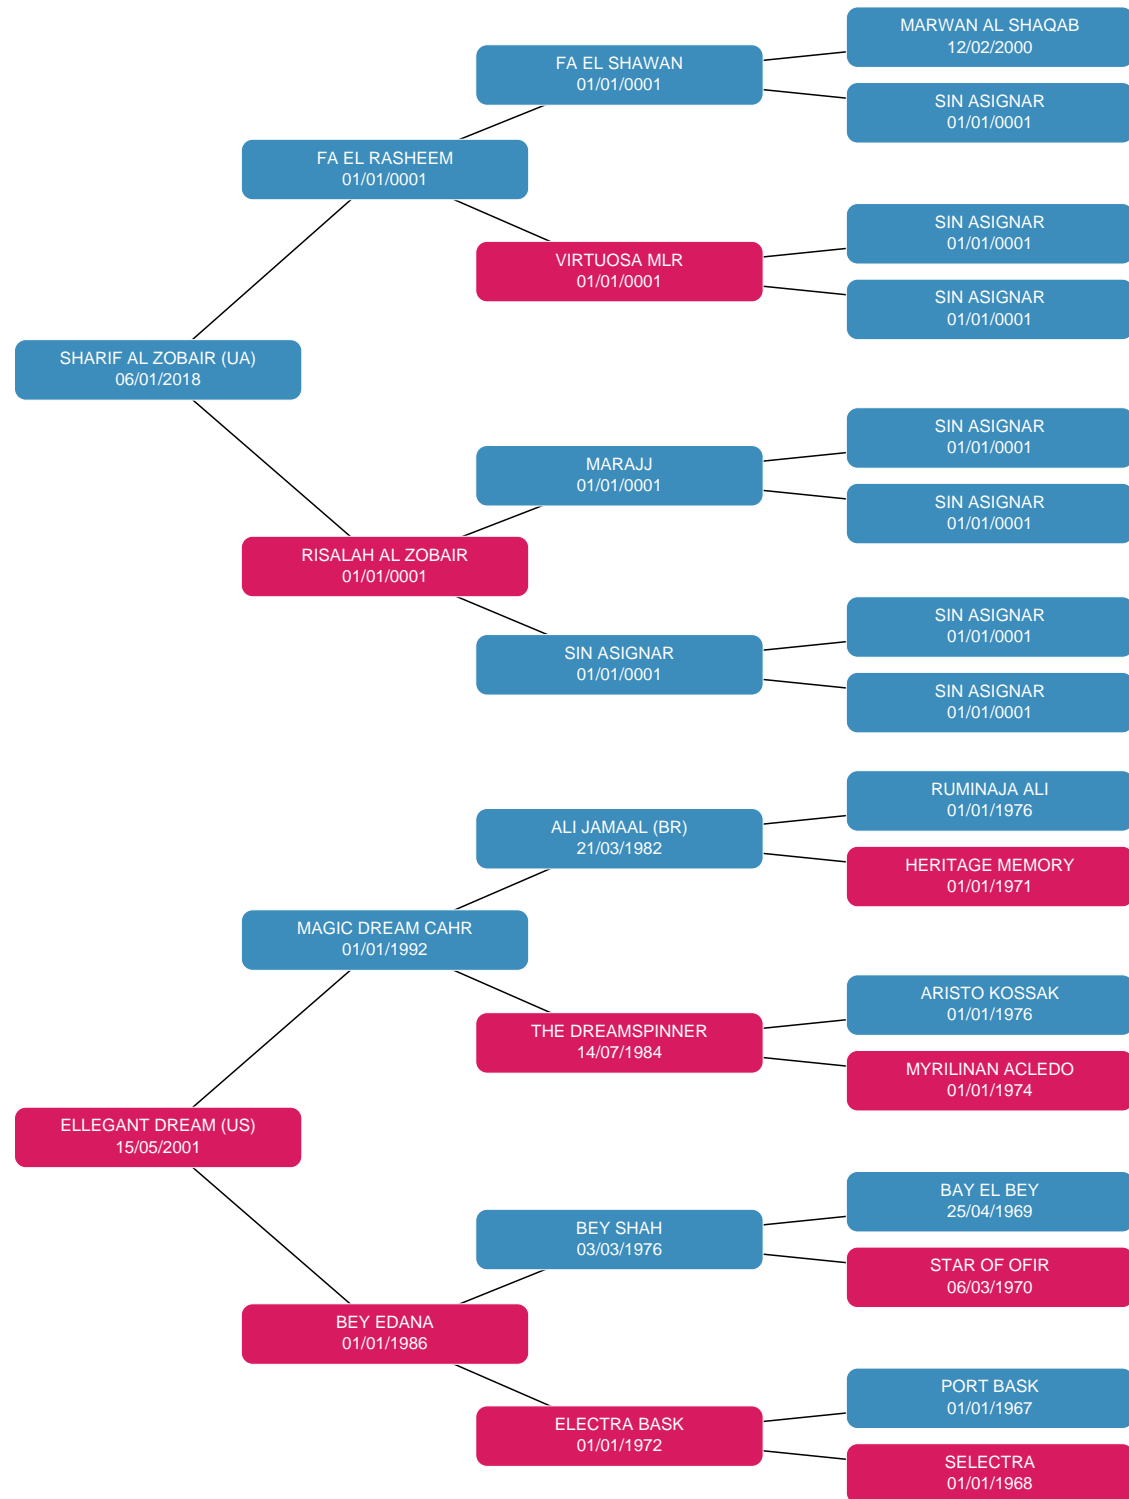 MARWAN AL SHAQAB
12/02/2000
FA EL SHAWAN
01/01/0001
SIN ASIGNAR
01/01/0001
FA EL RASHEEM
01/01/0001
SIN ASIGNAR
01/01/0001
VIRTUOSA MLR
01/01/0001
SIN ASIGNAR
01/01/0001
SHARIF AL ZOBAIR (UA)
06/01/2018
SIN ASIGNAR
01/01/0001
MARAJJ
01/01/0001
SIN ASIGNAR
01/01/0001
RISALAH AL ZOBAIR
01/01/0001
SIN ASIGNAR
01/01/0001
SIN ASIGNAR
01/01/0001
SIN ASIGNAR
01/01/0001
RUMINAJA ALI
01/01/1976
ALI JAMAAL (BR)
21/03/1982
HERITAGE MEMORY
01/01/1971
MAGIC DREAM CAHR
01/01/1992
ARISTO KOSSAK
01/01/1976
THE DREAMSPINNER
14/07/1984
MYRILINAN ACLEDO
01/01/1974
ELLEGANT DREAM (US)
15/05/2001
BAY EL BEY
25/04/1969
BEY SHAH
03/03/1976
STAR OF OFIR
06/03/1970
BEY EDANA
01/01/1986
PORT BASK
01/01/1967
ELECTRA BASK
01/01/1972
SELECTRA
01/01/1968